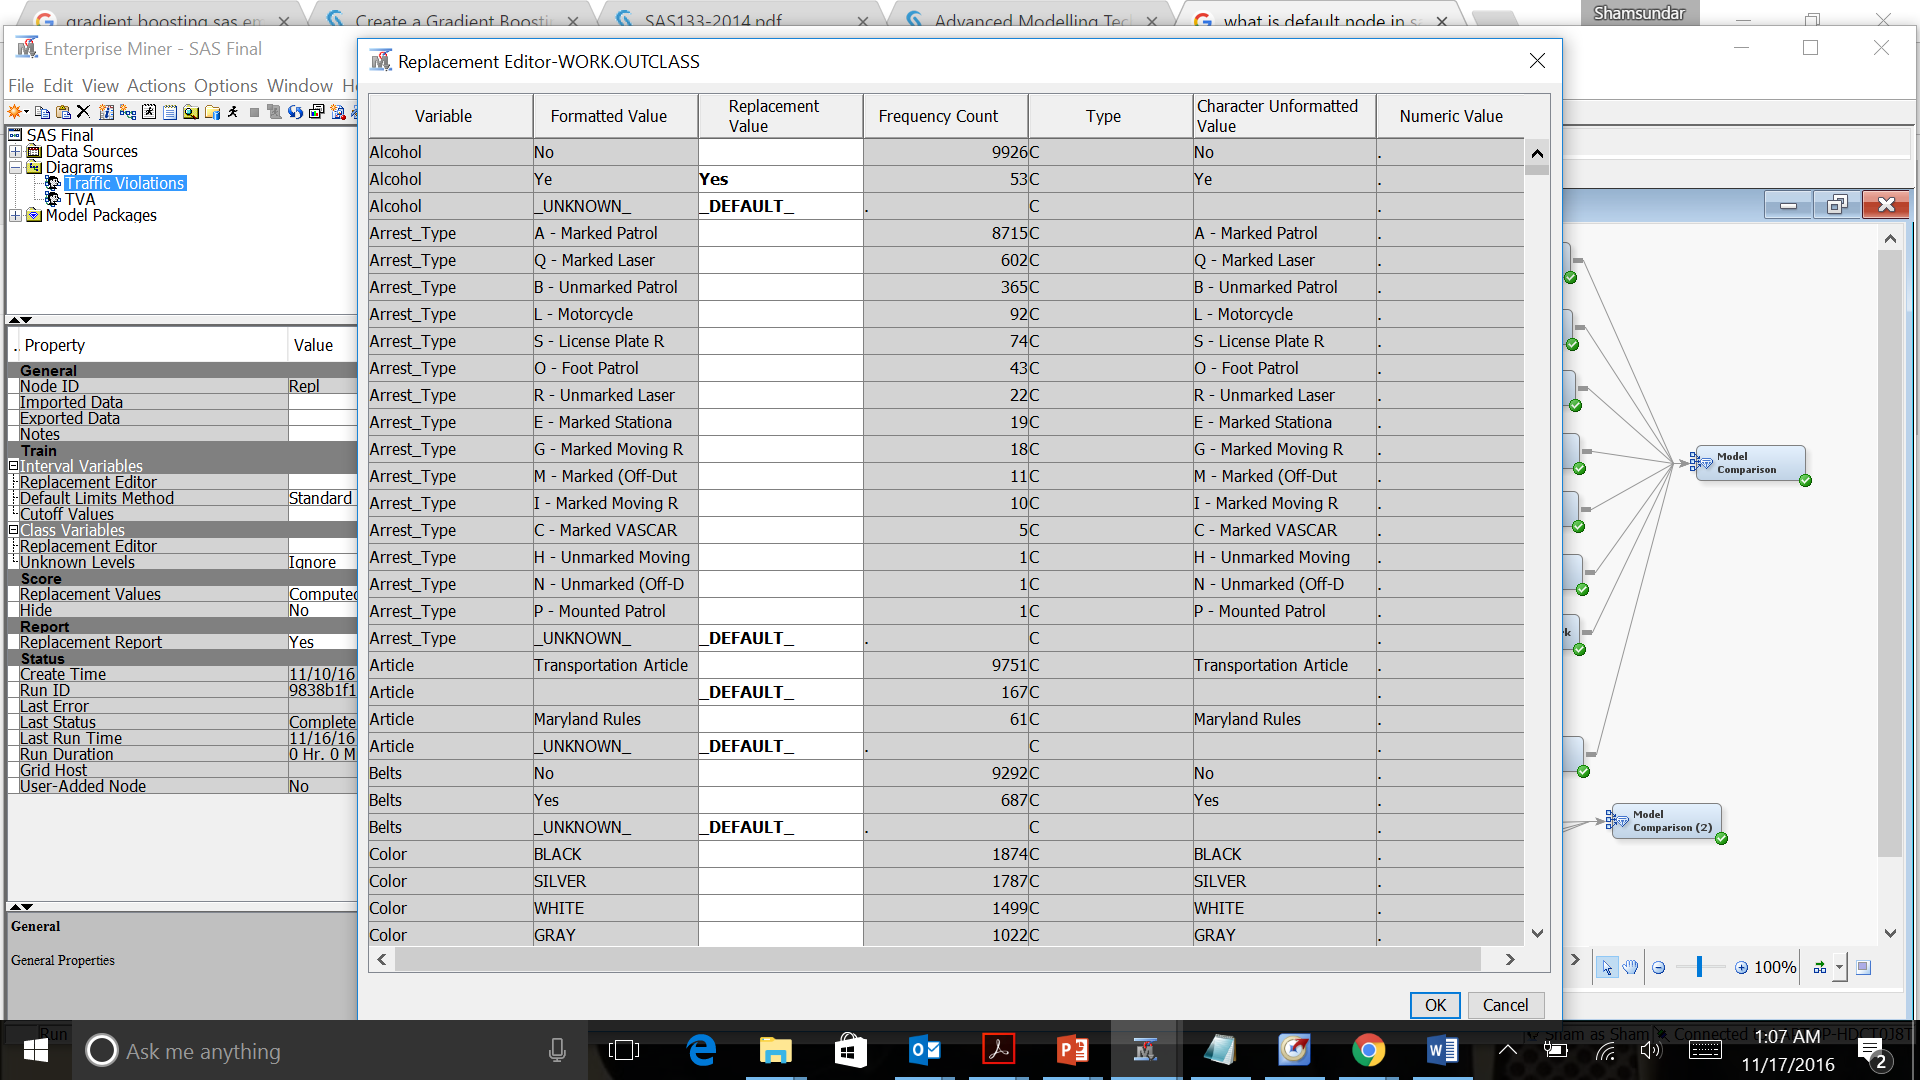 gradient boosting sas em
Create a Gradient Boostin
SAS133-2014.pdf
Advanced Modelling Tec
what is default node in s
Shamsundar
Enterprise Miner - SAS Final
File Edit View Actions Options Window H
SAS Final
Data Sources
Diagrams
Traffic Violations
TVA
Model Packages
. Property Value
General
Node ID Repl
Imported Data
Exported Data
Notes
Train
Interval Variables
Replacement Editor
Default Limits Method Standard
Cutoff Values
Class Variables
Replacement Editor
Unknown Levels Ignore
Score
Replacement Values Computed
Hide No
Report
Replacement Report Yes
Status
Create Time 11/10/16
Run ID 9838b1f1
Last Error
Last Status Complete
Last Run Time 11/16/16
Run Duration 0 Hr. 0 M
Grid Host
User-Added Node No
General
General Properties
Replacement Editor-WORK.OUTCLASS
Variable Formatted Value Replacement Value Frequency Count Type Character Unformatted Value Numeric Value
Alcohol No 9926 C No .
Alcohol Ye Yes 53 C Ye .
Alcohol _UNKNOWN_ _DEFAULT_ . C .
Arrest_Type A - Marked Patrol 8715 C A - Marked Patrol .
Arrest_Type Q - Marked Laser 602 C Q - Marked Laser .
Arrest_Type B - Unmarked Patrol 365 C B - Unmarked Patrol .
Arrest_Type L - Motorcycle 92 C L - Motorcycle .
Arrest_Type S - License Plate R 74 C S - License Plate R .
Arrest_Type O - Foot Patrol 43 C O - Foot Patrol .
Arrest_Type R - Unmarked Laser 22 C R - Unmarked Laser .
Arrest_Type E - Marked Stationa 19 C E - Marked Stationa .
Arrest_Type G - Marked Moving R 18 C G - Marked Moving R .
Arrest_Type M - Marked (Off-Dut 11 C M - Marked (Off-Dut .
Arrest_Type I - Marked Moving R 10 C I - Marked Moving R .
Arrest_Type C - Marked VASCAR 5 C C - Marked VASCAR .
Arrest_Type H - Unmarked Moving 1 C H - Unmarked Moving .
Arrest_Type N - Unmarked (Off-D 1 C N - Unmarked (Off-D .
Arrest_Type P - Mounted Patrol 1 C P - Mounted Patrol .
Arrest_Type _UNKNOWN_ _DEFAULT_ . C .
Article Transportation Article 9751 C Transportation Article .
Article _DEFAULT_ 167 C .
Article Maryland Rules 61 C Maryland Rules .
Article _UNKNOWN_ _DEFAULT_ . C .
Belts No 9292 C No .
Belts Yes 687 C Yes .
Belts _UNKNOWN_ _DEFAULT_ . C .
Color BLACK 1874 C BLACK .
Color SILVER 1787 C SILVER .
Color WHITE 1499 C WHITE .
Color GRAY 1022 C GRAY .
OK Cancel
Model
Comparison
k
Model
Comparison (2)
100%
Run
Sham as Sham Connected
Ask me anything
1:07 AM
11/17/2016
2